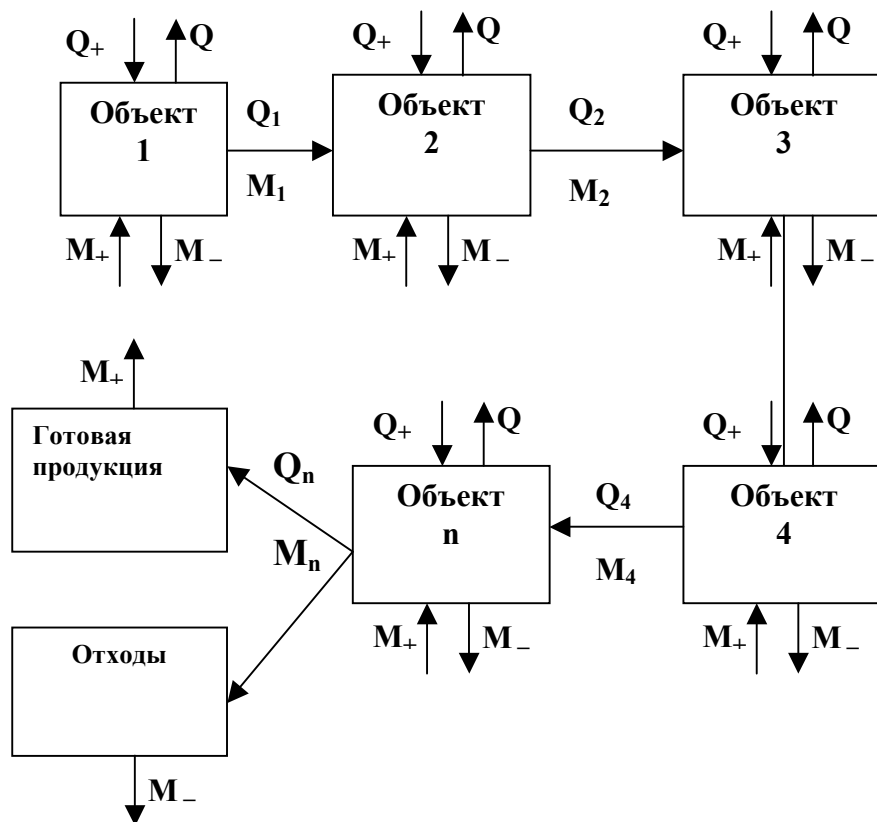 Q₊ Q Q₊ Q Q₊ Q
Объект
1
Q₁
M₁
Объект
2
Q₂
M₂
Объект
3
M₊ M₋ M₊ M₋ M₊ M₋
M₊
Q₊ Q Q₊ Q
Готовая
продукция
Qₙ
Mₙ
Объект
n
Q₄
M₄
Объект
4
M₊ M₋ M₊ M₋
Отходы
M₋